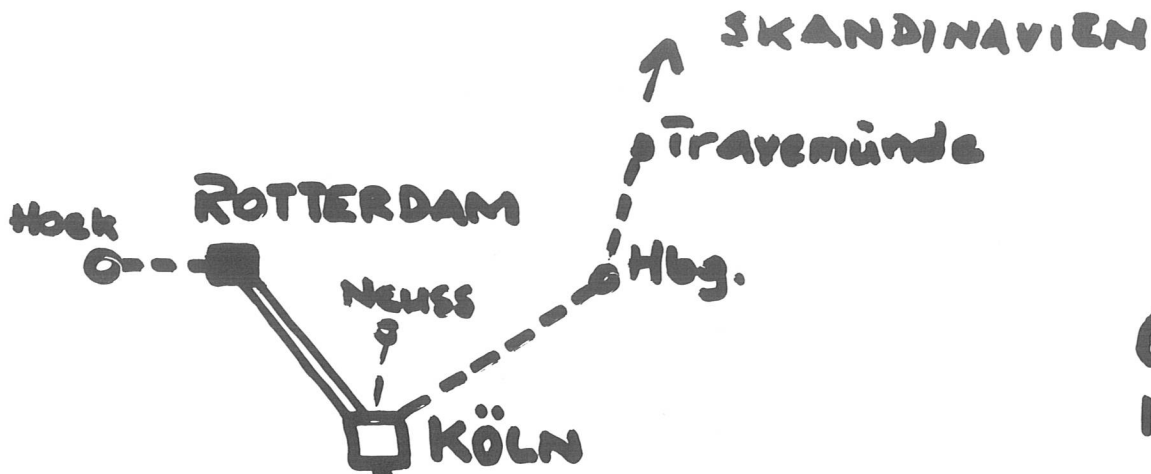 SKANDINAVIEN
Travemünde
ROTTERDAM
Hoek
Hbg.
Neuss
KÖLN